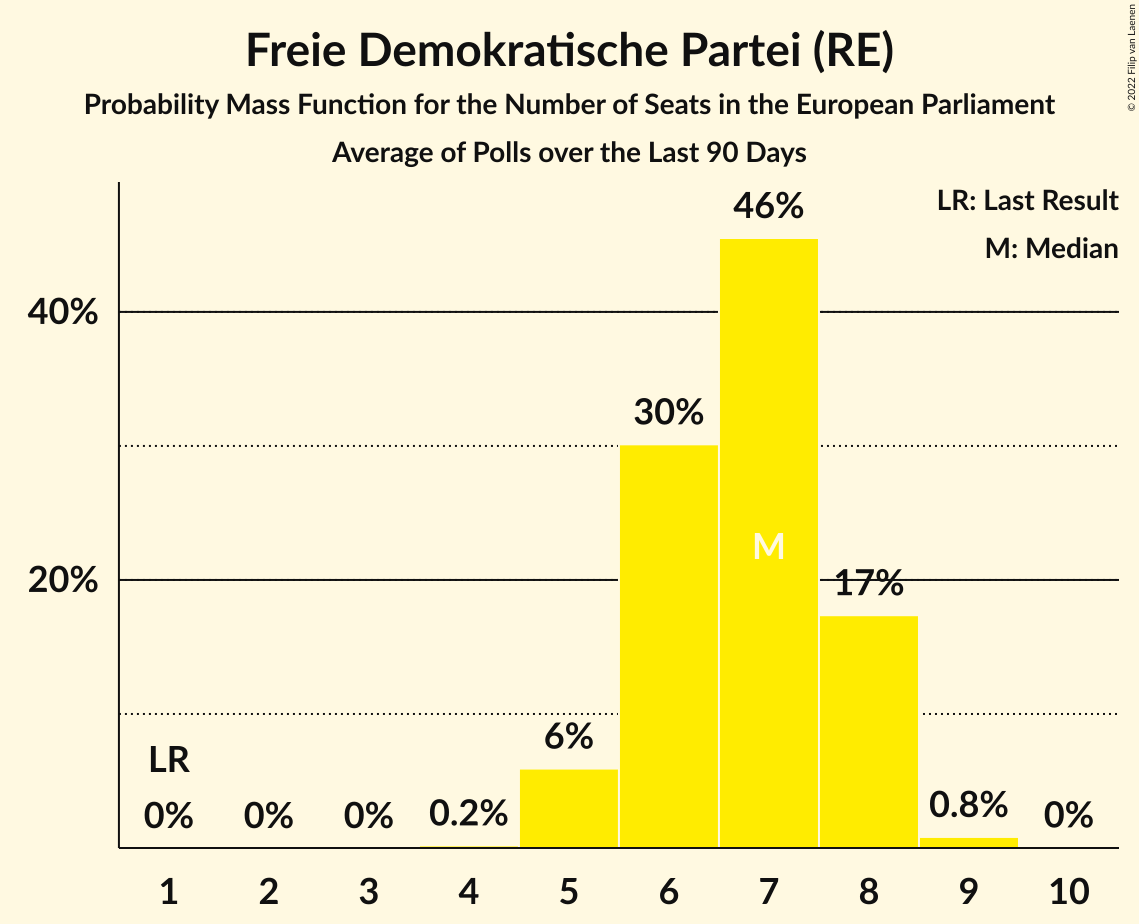 Freie Demokratische Partei (RE)
Probability Mass Function for the Number of Seats in the European Parliament
Average of Polls over the Last 90 Days
© 2022 Filip van Laenen
LR: Last Result
M: Median
46%
40%
30%
M
20%
17%
6%
LR
0%
0%
0%
0.2%
0.8%
0%
1 2 3 4 5 6 7 8 9 10